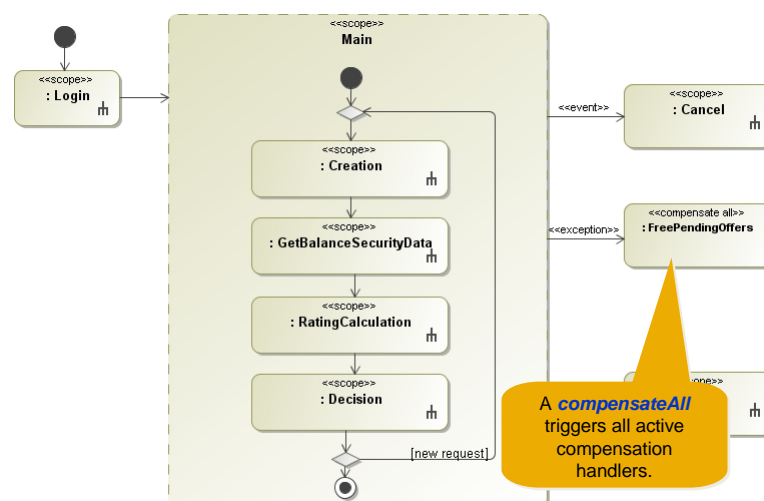 <<scope>>
Main
<<scope>>
: Login
<<scope>>
: Creation
<<scope>>
: GetBalanceSecurityData
<<scope>>
: RatingCalculation
<<scope>>
: Decision
[new request]
<<event>>
<<scope>>
: Cancel
<<exception>>
<<compensate all>>
: FreePendingOffers
A compensateAll
triggers all active
compensation
handlers.